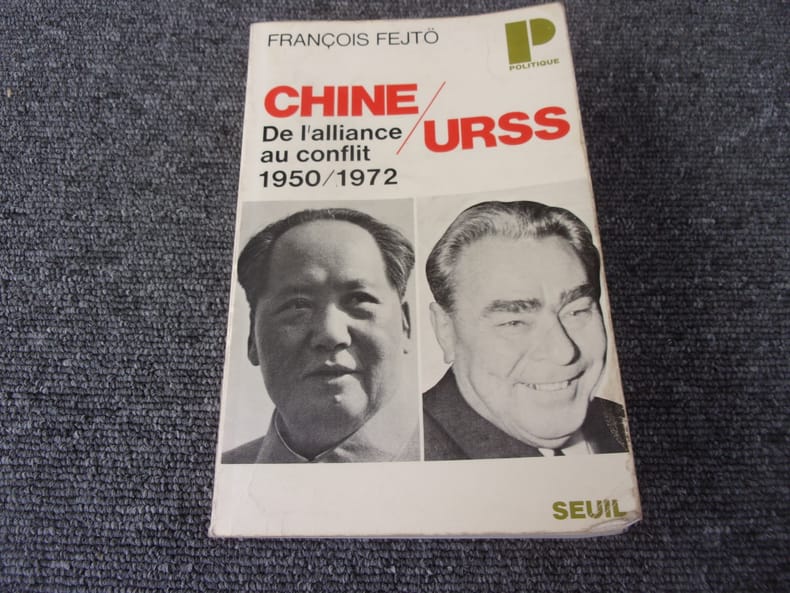 FRANÇOIS FEJTÖ
P
POLITIQUE
CHINE/
URSS
De l'alliance
au conflit
1950/1972
SEUIL